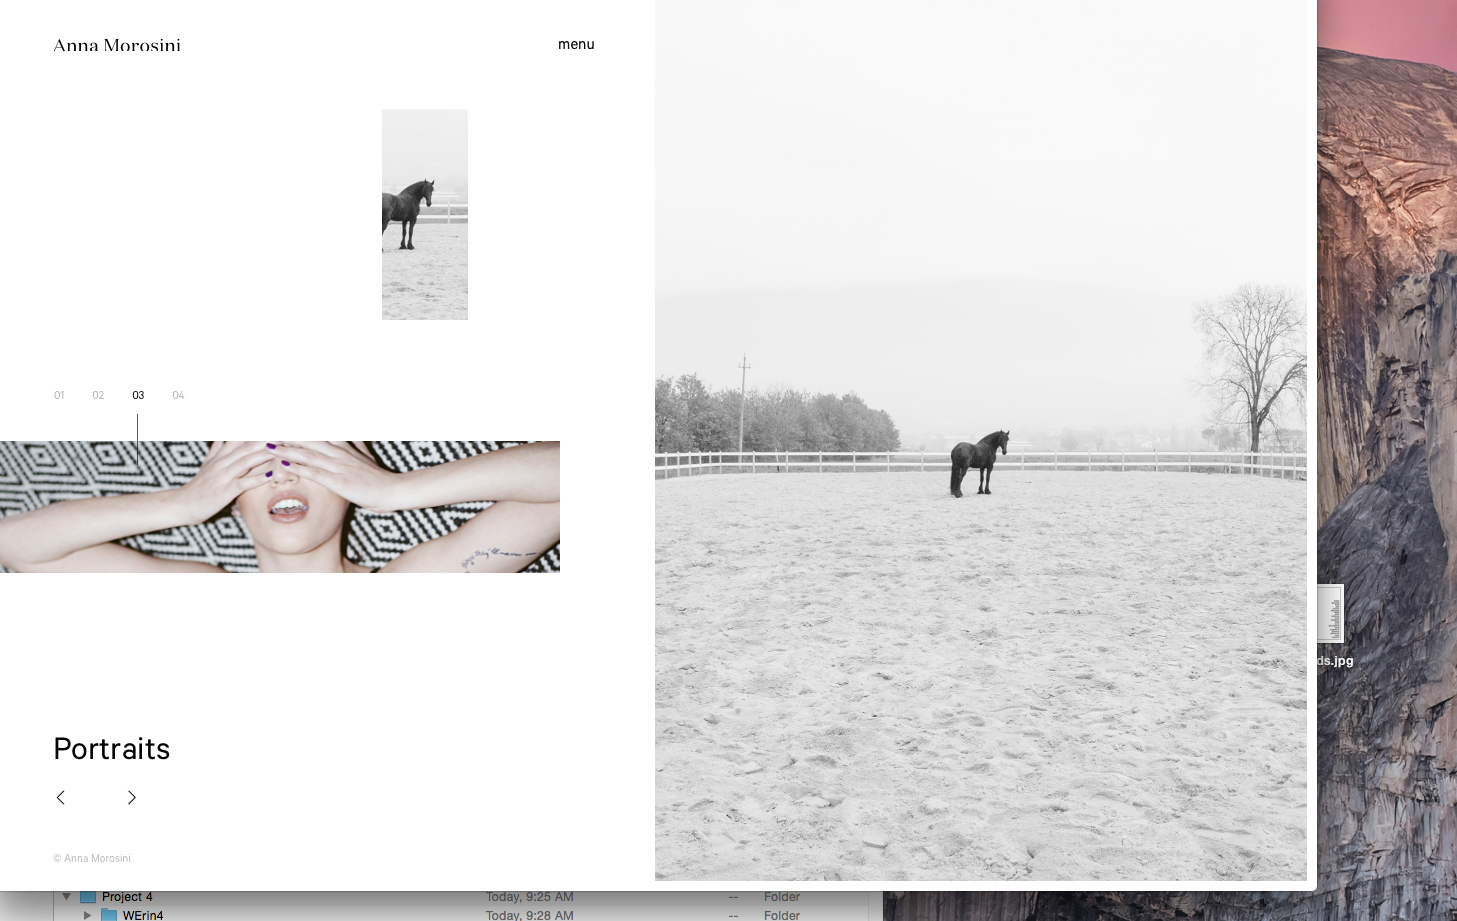 Anna Morosini
menu
01 02 03 04
Portraits
© Anna Morosini
ds.jpg
Project 4 Today, 9:25 AM -- Folder
WErin4 Today, 9:28 AM -- Folder